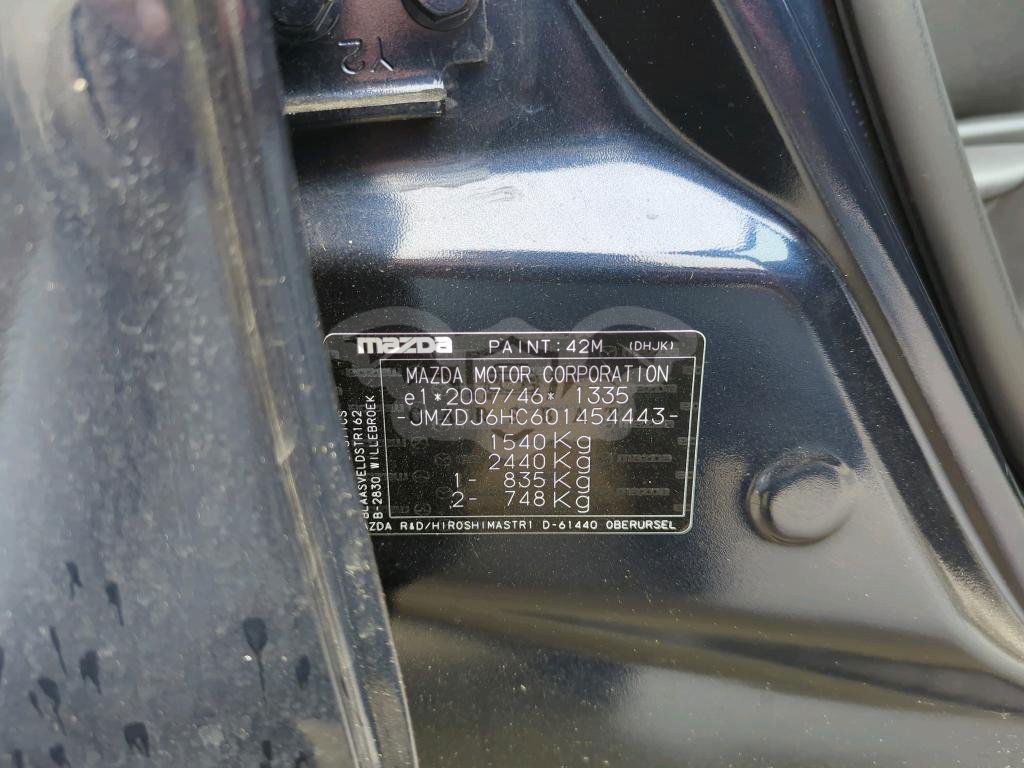 Y2
mazda PAINT:42M (DHJK)
MAZDA MOTOR CORPORATION
e1*2007/46* 1335
-JMZDJ6HC601454443-
1540Kg
2440Kg
1- 835Kg
2- 748Kg
BLAASVELDSTR162
B-2830 WILLEBROEK
R&D/HIROSHIMASTR1 D-61440 OBERURSEL